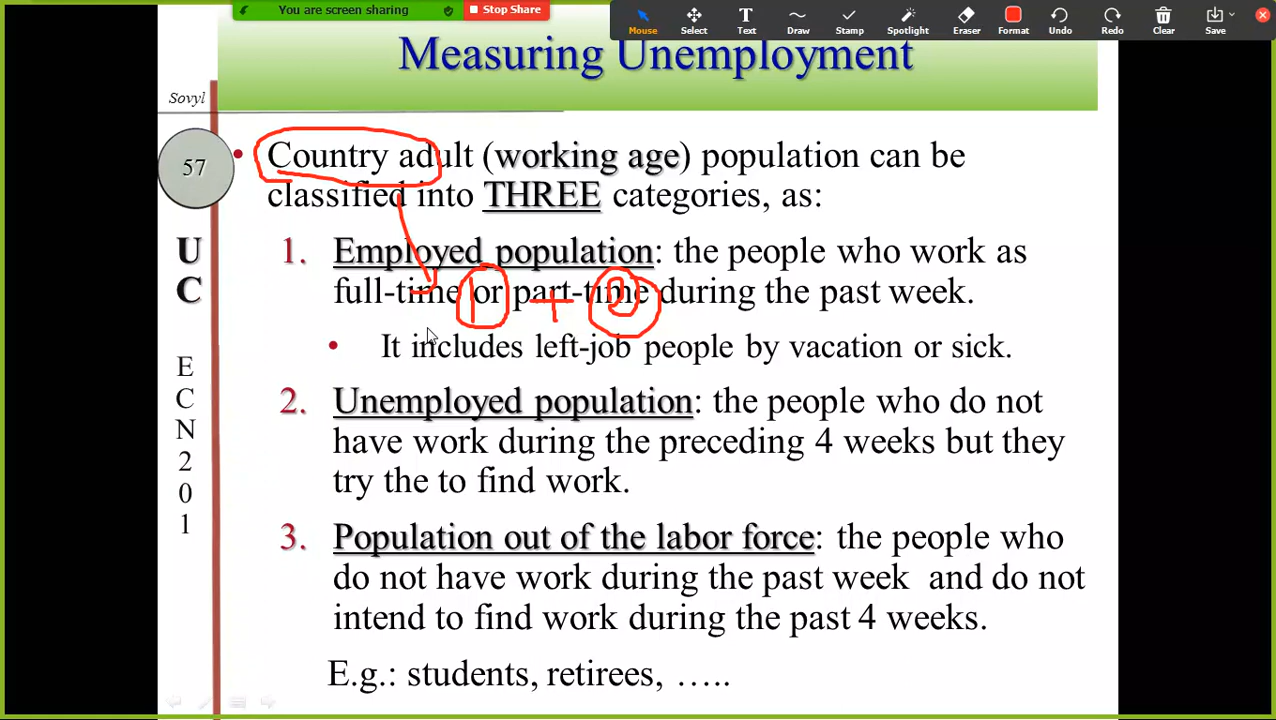 You are screen sharing
Stop Share
Mouse
Select
Text
Draw
Stamp
Spotlight
Eraser
Format
Undo
Redo
Clear
Save
Measuring Unemployment
Sovyl
57
U
C
E
C
N
2
0
1
• Country adult (working age) population can be
classified into THREE categories, as:
1. Employed population: the people who work as
full-time or part-time during the past week.
1 + 2
• It includes left-job people by vacation or sick.
2. Unemployed population: the people who do not
have work during the preceding 4 weeks but they
try the to find work.
3. Population out of the labor force: the people who
do not have work during the past week and do not
intend to find work during the past 4 weeks.
E.g.: students, retirees, …..